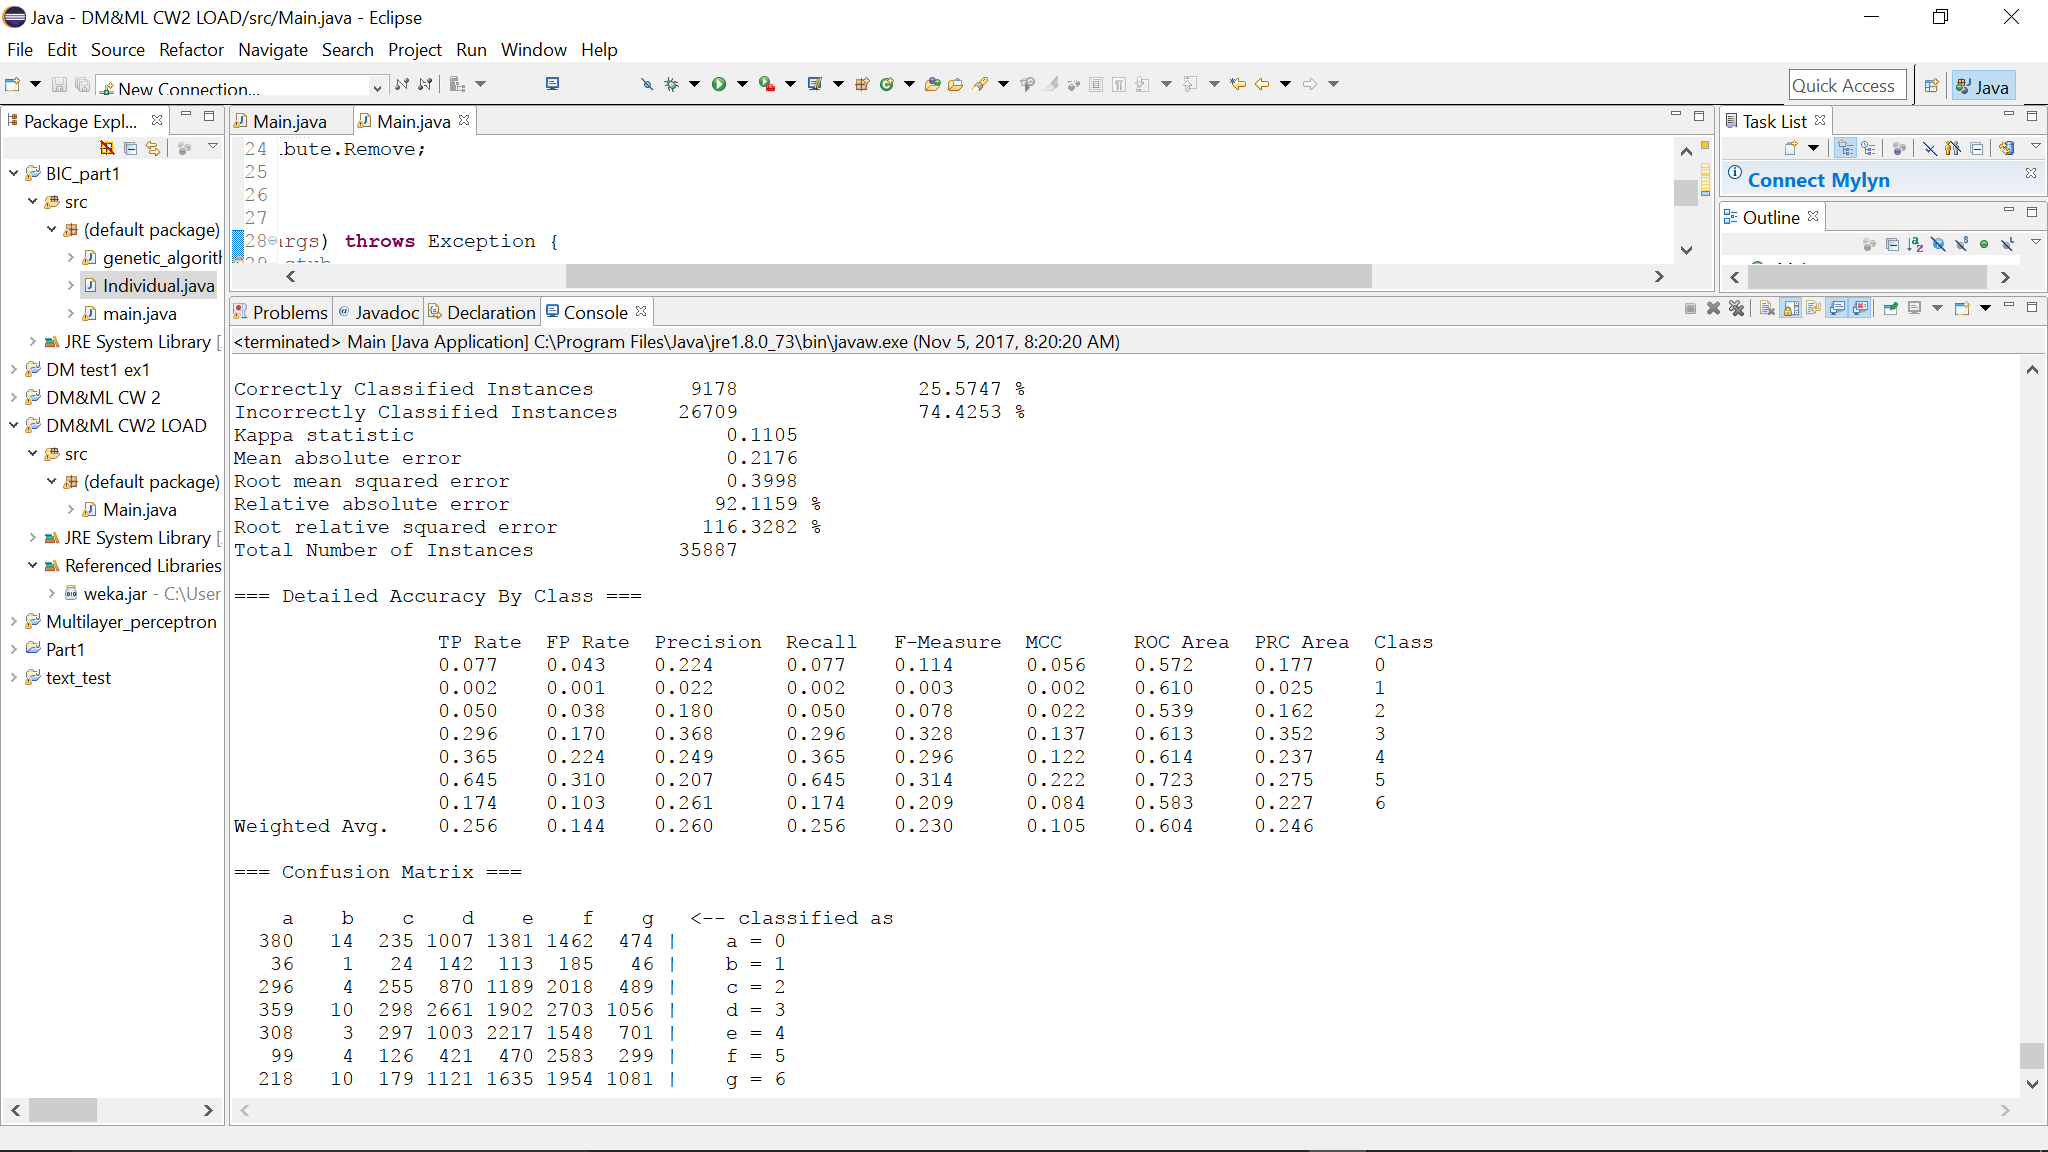 Java - DM&ML CW2 LOAD/src/Main.java - Eclipse
File Edit Source Refactor Navigate Search Project Run Window Help
New Connection...
Quick Access
Java
Package Expl...
BIC_part1
src
(default package)
genetic_algorith
Individual.java
main.java
JRE System Library [
DM test1 ex1
DM&ML CW 2
DM&ML CW2 LOAD
src
(default package)
Main.java
JRE System Library [
Referenced Libraries
weka.jar - C:\User
Multilayer_perceptron
Part1
text_test
Main.java Main.java
24 .bute.Remove;
25
26
27
28 args) throws Exception {
29 stub
Task List
Connect Mylyn
Outline
Problems @ Javadoc Declaration Console
<terminated> Main [Java Application] C:\Program Files\Java\jre1.8.0_73\bin\javaw.exe (Nov 5, 2017, 8:20:20 AM)
Correctly Classified Instances 9178 25.5747 %
Incorrectly Classified Instances 26709 74.4253 %
Kappa statistic 0.1105
Mean absolute error 0.2176
Root mean squared error 0.3998
Relative absolute error 92.1159 %
Root relative squared error 116.3282 %
Total Number of Instances 35887
=== Detailed Accuracy By Class ===
TP Rate FP Rate Precision Recall F-Measure MCC ROC Area PRC Area Class
0.077 0.043 0.224 0.077 0.114 0.056 0.572 0.177 0
0.002 0.001 0.022 0.002 0.003 0.002 0.610 0.025 1
0.050 0.038 0.180 0.050 0.078 0.022 0.539 0.162 2
0.296 0.170 0.368 0.296 0.328 0.137 0.613 0.352 3
0.365 0.224 0.249 0.365 0.296 0.122 0.614 0.237 4
0.645 0.310 0.207 0.645 0.314 0.222 0.723 0.275 5
0.174 0.103 0.261 0.174 0.209 0.084 0.583 0.227 6
Weighted Avg. 0.256 0.144 0.260 0.256 0.230 0.105 0.604 0.246
=== Confusion Matrix ===
a b c d e f g <-- classified as
380 14 235 1007 1381 1462 474 | a = 0
36 1 24 142 113 185 46 | b = 1
296 4 255 870 1189 2018 489 | c = 2
359 10 298 2661 1902 2703 1056 | d = 3
308 3 297 1003 2217 1548 701 | e = 4
99 4 126 421 470 2583 299 | f = 5
218 10 179 1121 1635 1954 1081 | g = 6